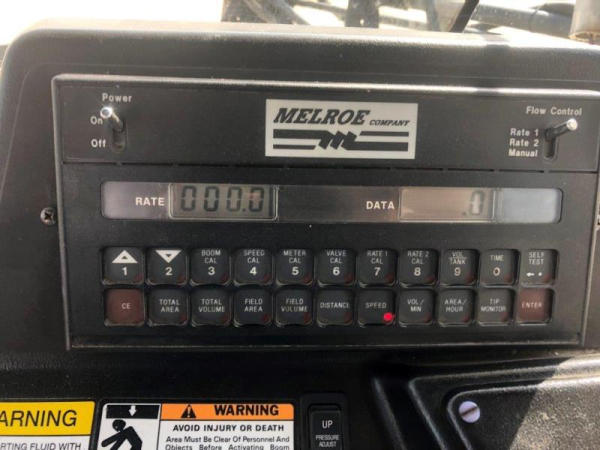 Power
On
Off
MELROE COMPANY
Flow Control
Rate 1
Rate 2
Manual
RATE 000.0 DATA .0
1 2 BOOM CAL 3 SPEED CAL 4 METER CAL 5 VALVE CAL 6 RATE 1 CAL 7 RATE 2 CAL 8 VOL TANK 9 TIME 0 SELF TEST
CE TOTAL AREA TOTAL VOLUME FIELD AREA FIELD VOLUME DISTANCE SPEED VOL/MIN AREA/HOUR TIP MONITOR ENTER
WARNING
RTING FLUID WITH
WARNING
AVOID INJURY OR DEATH
Area Must Be Clear Of Personnel And
Objects Before Activating Boom
UP
PRESSURE
ADJUST